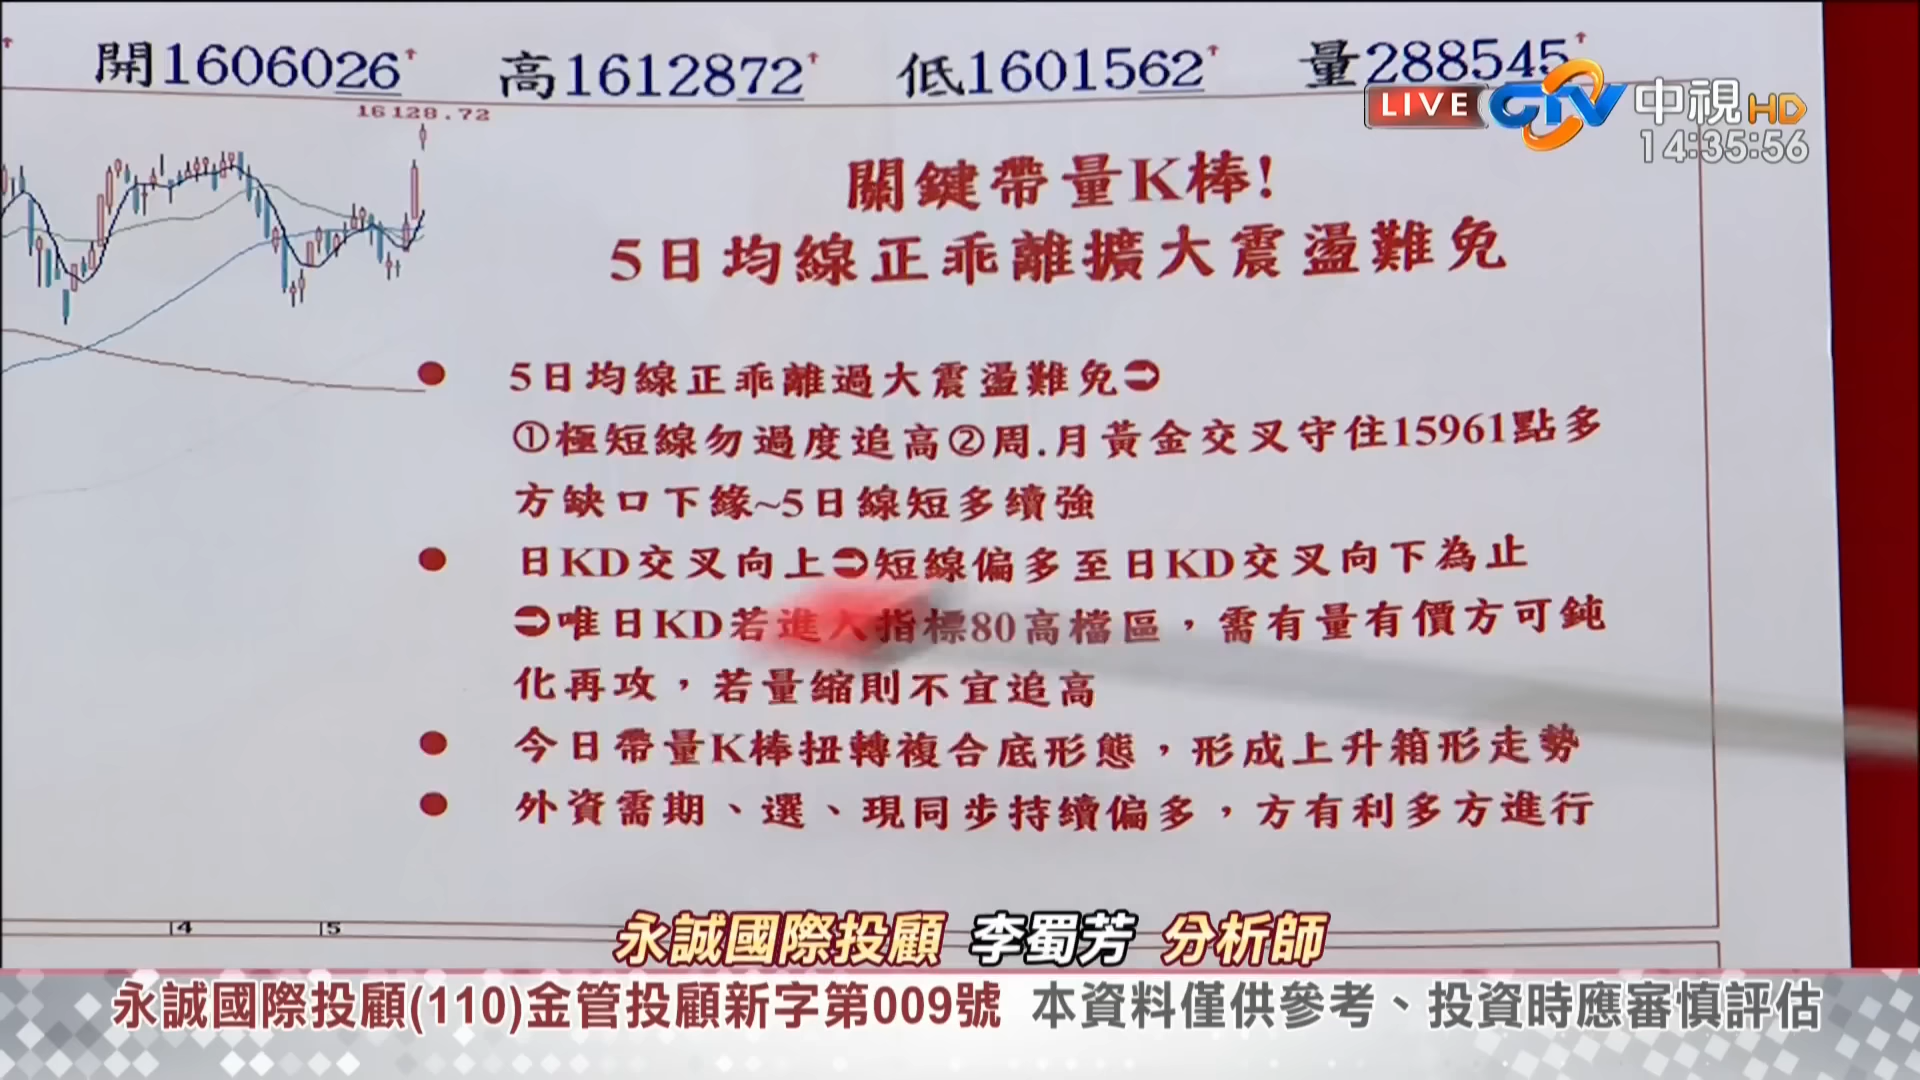 開1606026↑ 高1612872↑ 低1601562↑ 量288545↑
LIVE CTV 中視HD
14:35:56
16128.72
關鍵帶量K棒!
5日均線正乖離擴大震盪難免
● 5日均線正乖離過大震盪難免➲
①極短線勿過度追高②周.月黃金交叉守住15961點多
方缺口下緣~5日線短多續強
● 日KD交叉向上➲短線偏多至日KD交叉向下為止
➲唯日KD若進入指標80高檔區，需有量有價方可鈍
化再攻，若量縮則不宜追高
● 今日帶量K棒扭轉複合底形態，形成上升箱形走勢
● 外資需期、選、現同步持續偏多，方有利多方進行
4 5
永誠國際投顧 李蜀芳 分析師
永誠國際投顧(110)金管投顧新字第009號 本資料僅供參考、投資時應審慎評估